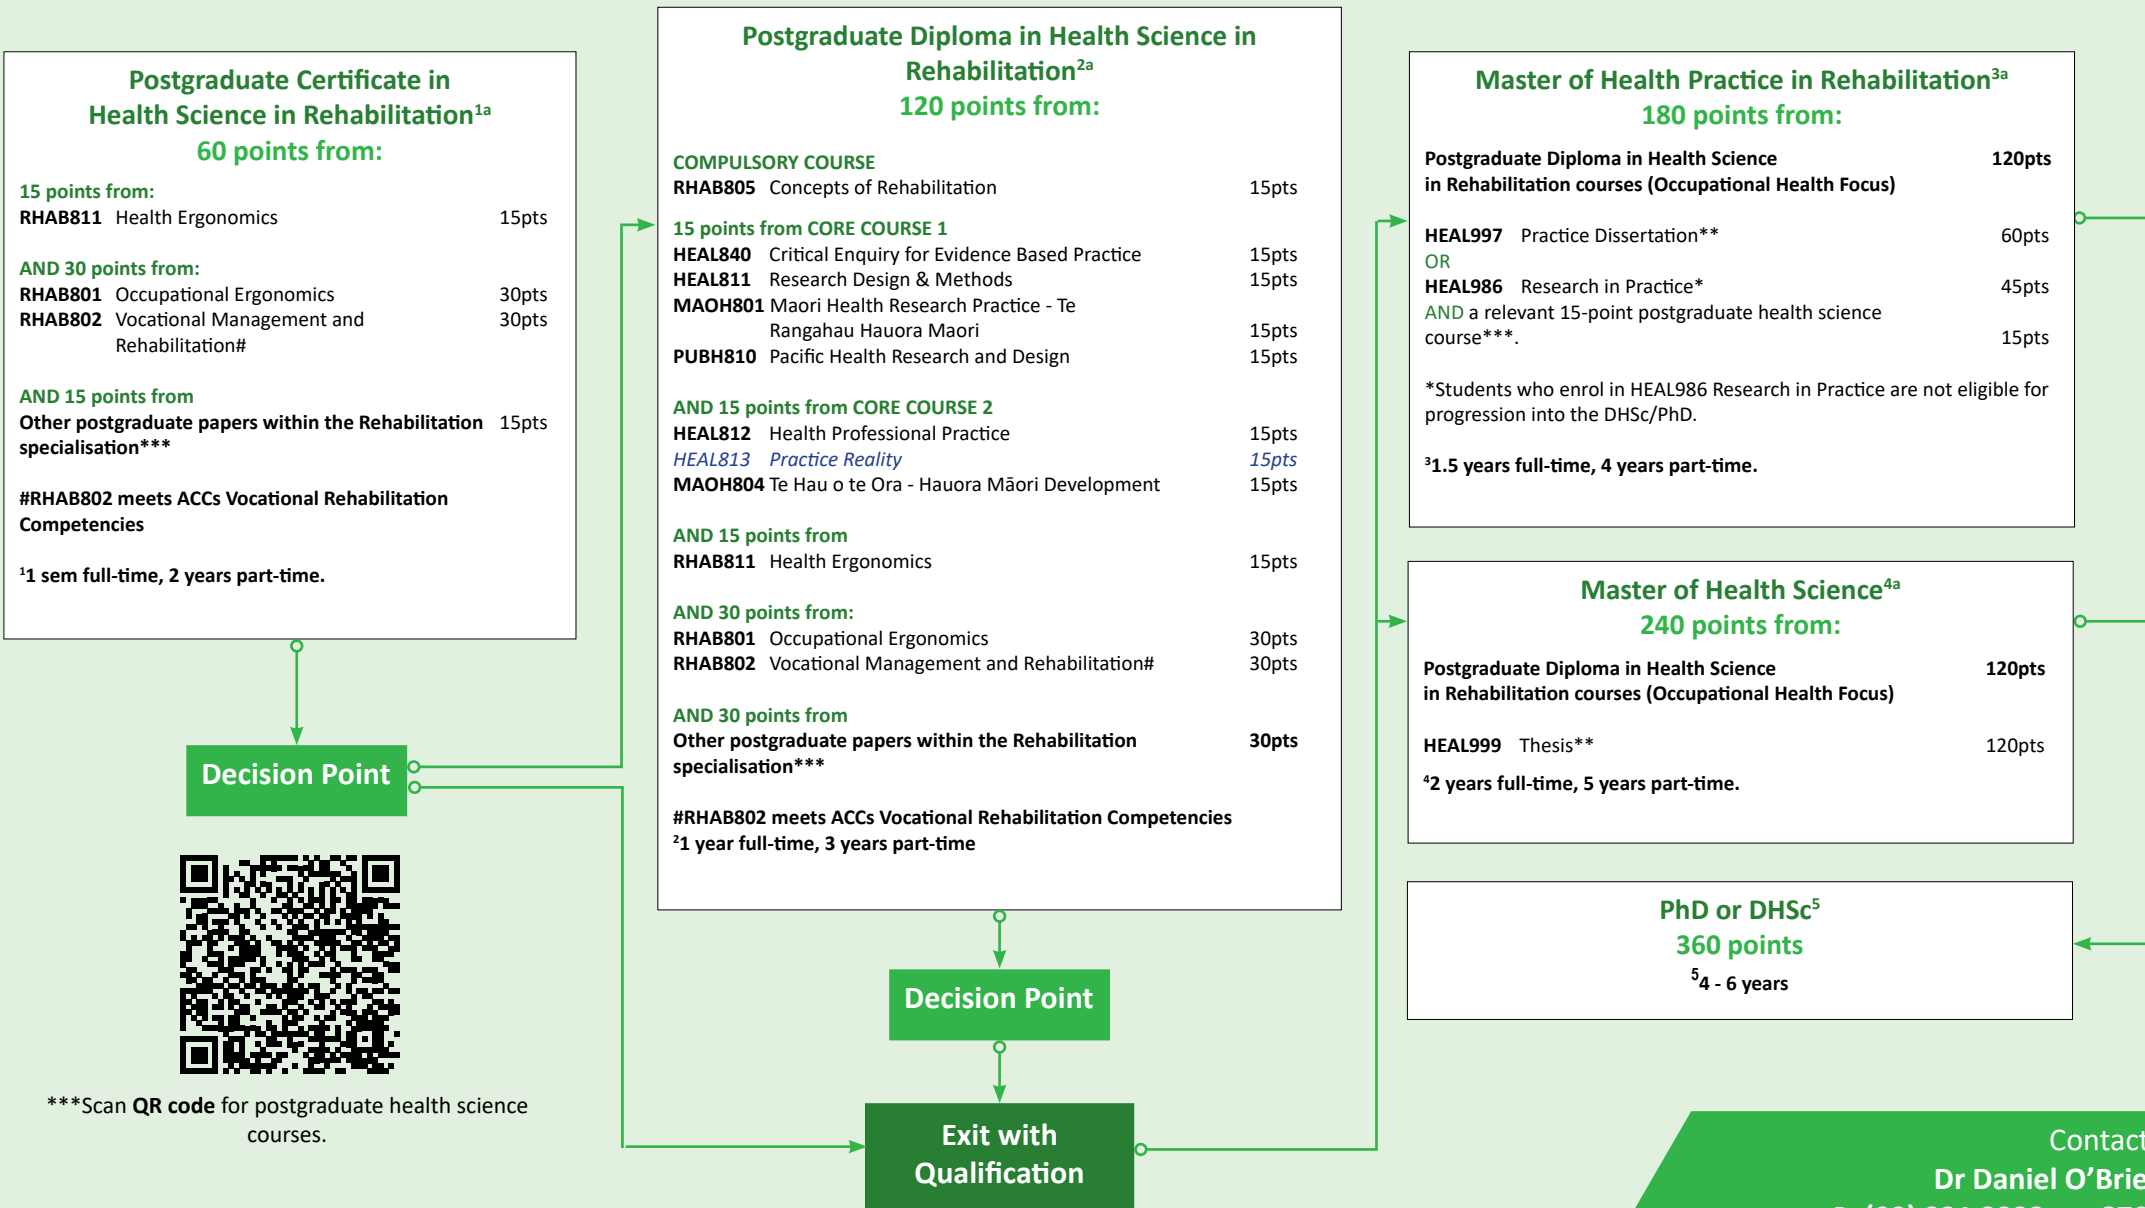 Postgraduate Certificate in
Health Science in Rehabilitation1a
60 points from:
15 points from:
RHAB811 Health Ergonomics 15pts
AND 30 points from:
RHAB801 Occupational Ergonomics 30pts
RHAB802 Vocational Management and 30pts
Rehabilitation#
AND 15 points from
Other postgraduate papers within the Rehabilitation 15pts
specialisation***
#RHAB802 meets ACCs Vocational Rehabilitation
Competencies
11 sem full-time, 2 years part-time.
Decision Point
***Scan QR code for postgraduate health science
courses.
Postgraduate Diploma in Health Science in
Rehabilitation2a
120 points from:
COMPULSORY COURSE
RHAB805 Concepts of Rehabilitation 15pts
15 points from CORE COURSE 1
HEAL840 Critical Enquiry for Evidence Based Practice 15pts
HEAL811 Research Design & Methods 15pts
MAOH801 Maori Health Research Practice - Te
Rangahau Hauora Maori 15pts
PUBH810 Pacific Health Research and Design 15pts
AND 15 points from CORE COURSE 2
HEAL812 Health Professional Practice 15pts
HEAL813 Practice Reality 15pts
MAOH804 Te Hau o te Ora - Hauora Māori Development 15pts
AND 15 points from
RHAB811 Health Ergonomics 15pts
AND 30 points from:
RHAB801 Occupational Ergonomics 30pts
RHAB802 Vocational Management and Rehabilitation# 30pts
AND 30 points from
Other postgraduate papers within the Rehabilitation 30pts
specialisation***
#RHAB802 meets ACCs Vocational Rehabilitation Competencies
21 year full-time, 3 years part-time
Decision Point
Exit with
Qualification
Master of Health Practice in Rehabilitation3a
180 points from:
Postgraduate Diploma in Health Science 120pts
in Rehabilitation courses (Occupational Health Focus)
HEAL997 Practice Dissertation** 60pts
OR
HEAL986 Research in Practice* 45pts
AND a relevant 15-point postgraduate health science
course***. 15pts
*Students who enrol in HEAL986 Research in Practice are not eligible for
progression into the DHSc/PhD.
31.5 years full-time, 4 years part-time.
Master of Health Science4a
240 points from:
Postgraduate Diploma in Health Science 120pts
in Rehabilitation courses (Occupational Health Focus)
HEAL999 Thesis** 120pts
42 years full-time, 5 years part-time.
PhD or DHSc5
360 points
54 - 6 years
Contact
Dr Daniel O'Brie